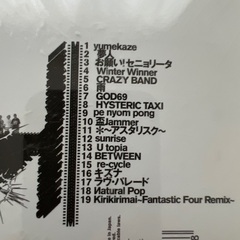 1 yumekaze
2 夢人
3 お願い!セニョリータ
4 Winter Winner
5 CRAZY BAND
6 雨
7 GOD69
8 HYSTERIC TAXI
9 pe nyom pong
10 盃Jammer
11 ＊〜アスタリスク〜
12 sunrise
13 U topia
14 BETWEEN
15 re-cycle
16 キズナ
17 ラヴ・パレード
18 Matural Pop
19 Kirikirimai~Fantastic Four Remix~